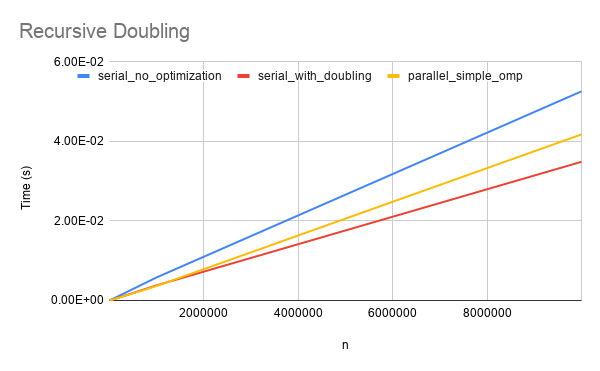 Recursive Doubling
6.00E-02
serial_no_optimization serial_with_doubling parallel_simple_omp
4.00E-02
Time (s)
2.00E-02
0.00E+00
2000000 4000000 6000000 8000000
n